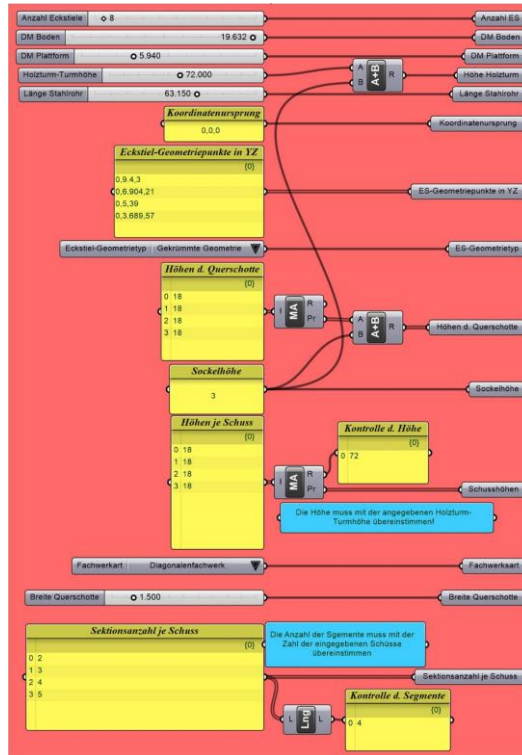 Anzahl Eckstiele 8 Anzahl ES
DM Boden 19.632 DM Boden
DM Plattform 5.940 DM Plattform
Holzturm-Turmhöhe 72.000 A B A+B R Höhe Holzturm
Länge Stahlrohr 63.150 Länge Stahlrohr
Koordinatenursprung
0,0,0 Koordinatenursprung
Eckstiel-Geometriepunkte in YZ
{0}
0,9.4,3
0,6.904,21
0,5,39
0,3.689,57
ES-Geometriepunkte in YZ
Eckstiel-Geometrietyp Gekrümmte Geometrie ES-Geometrietyp
Höhen d. Querschotte
{0}
0 18
1 18
2 18
3 18
I MA R Pr
A B A+B R
Höhen d. Querschotte
Sockelhöhe
3
Sockelhöhe
Höhen je Schuss
{0}
0 18
1 18
2 18
3 18
I MA R Pr
Kontrolle d. Höhe
{0}
0 72
Schusshöhen
Die Höhe muss mit der angegebenen Holzturm-
Turmhöhe übereinstimmen!
Fachwerkart Diagonalenfachwerk Fachwerksart
Breite Querschotte 1.500 Breite Querschotte
Sektionsanzahl je Schuss
{0}
0 2
1 3
2 4
3 5
Die Anzahl der Sgemente muss mit der
Zahl der eingegebenen Schüsse
übereinstimmen
Sektionsanzahl je Schuss
L Lng L
Kontrolle d. Segmente
{0}
0 4